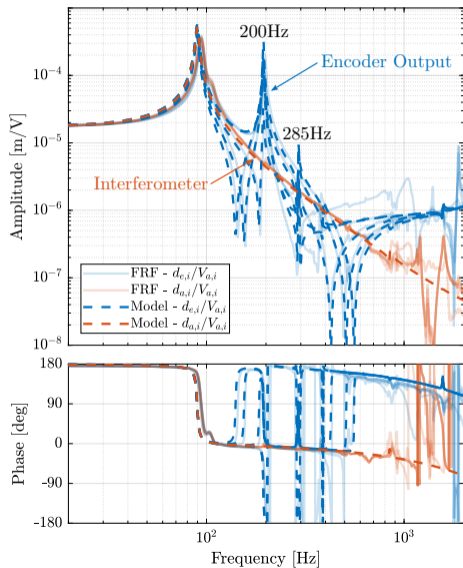 200Hz
10^{-4}
Encoder Output
10^{-5}
285Hz
Amplitude [m/V]
Interferometer
10^{-6}
FRF - d_{e,i}/V_{a,i}
FRF - d_{a,i}/V_{a,i}
Model - d_{e,i}/V_{a,i}
Model - d_{a,i}/V_{a,i}
10^{-7}
10^{-8}
180
90
Phase [deg]
0
-90
-180
10^{2}
10^{3}
Frequency [Hz]